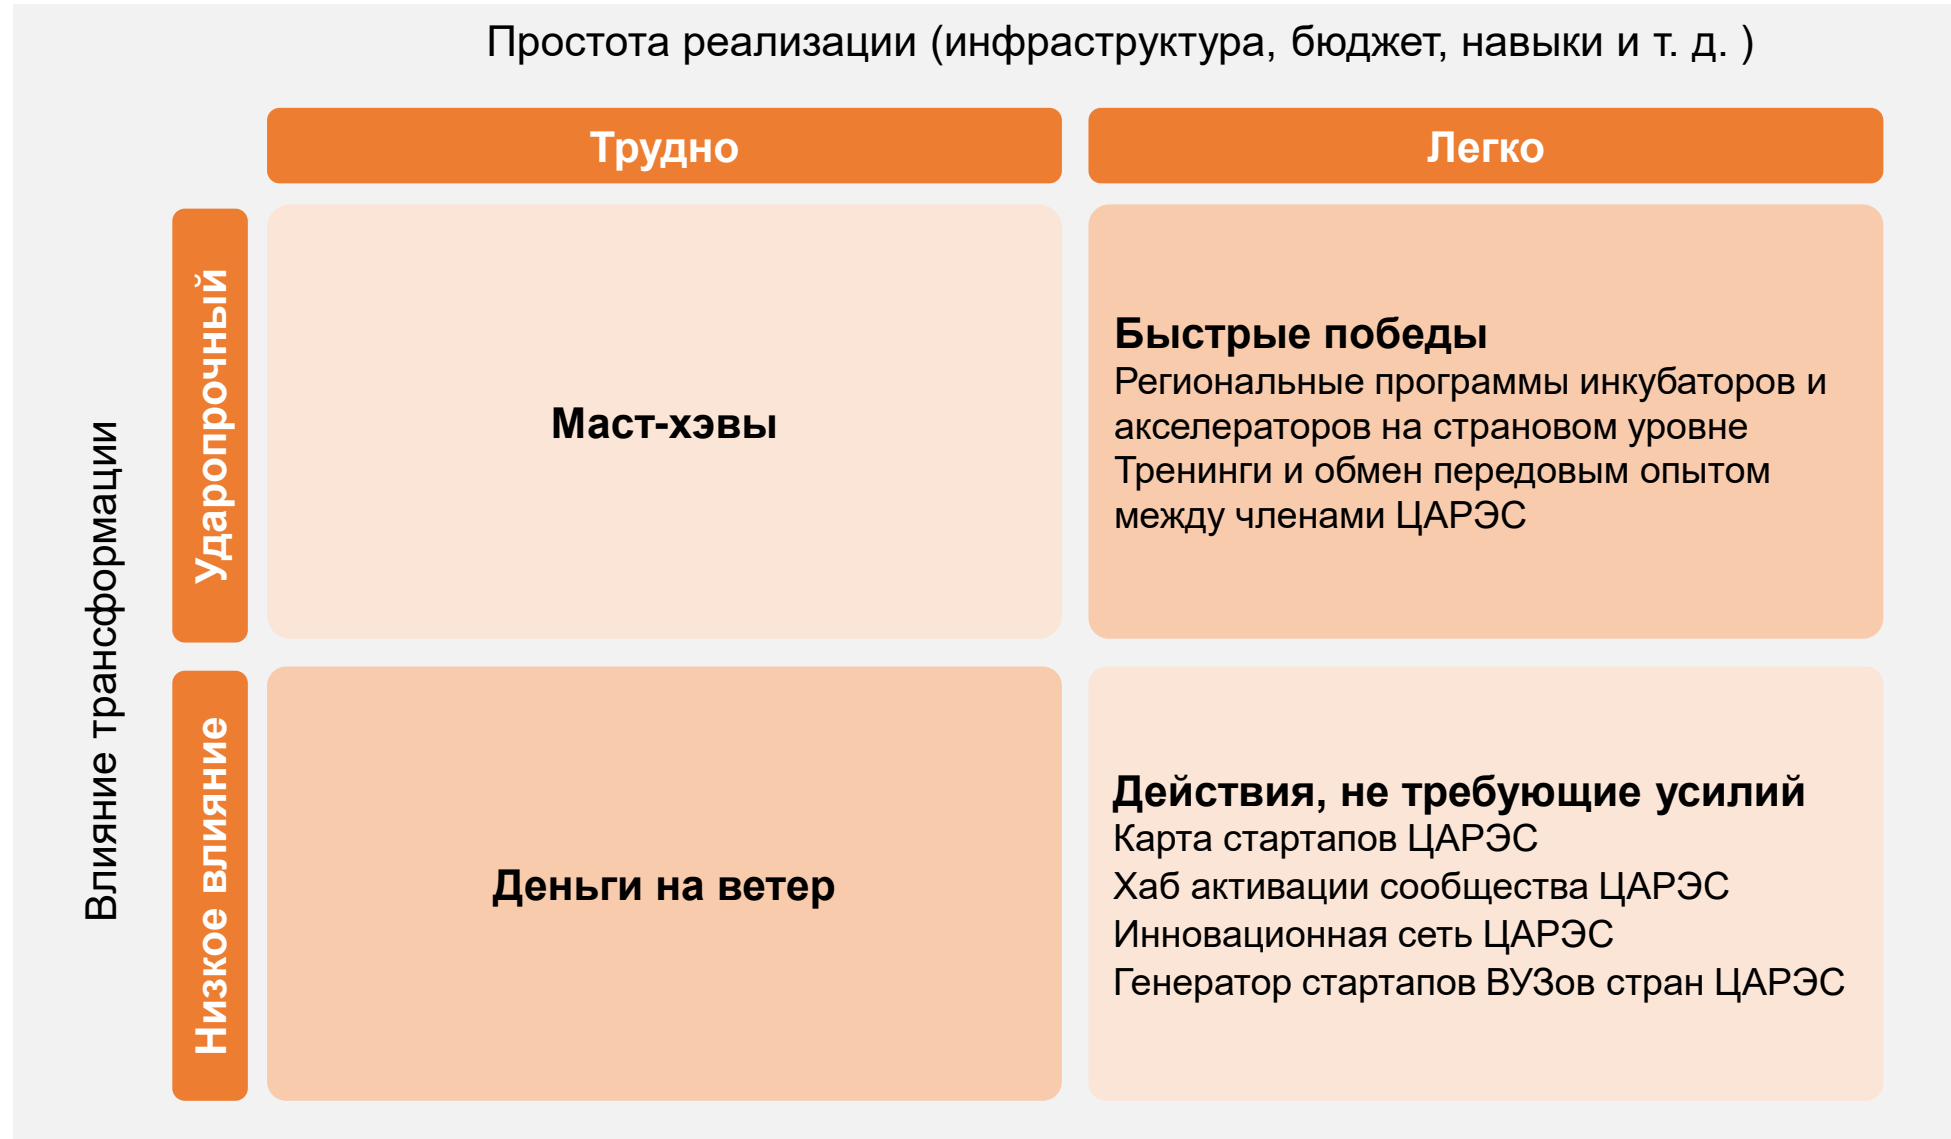 Простота реализации (инфраструктура, бюджет, навыки и т. д. )
Трудно
Легко
Влияние трансформации
Ударопрочный
Маст-хэвы
Быстрые победы
Региональные программы инкубаторов и
акселераторов на страновом уровне
Тренинги и обмен передовым опытом
между членами ЦАРЭС
Низкое влияние
Деньги на ветер
Действия, не требующие усилий
Карта стартапов ЦАРЭС
Хаб активации сообщества ЦАРЭС
Инновационная сеть ЦАРЭС
Генератор стартапов ВУЗов стран ЦАРЭС